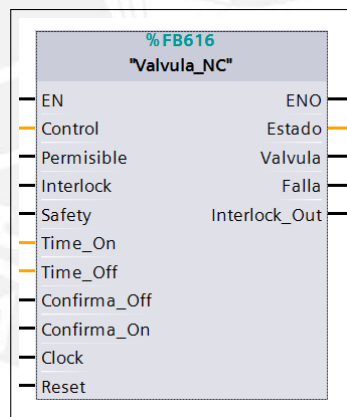 %FB616
"Valvula_NC"
EN ENO
Control Estado
Permisible Valvula
Interlock Falla
Safety Interlock_Out
Time_On
Time_Off
Confirma_Off
Confirma_On
Clock
Reset